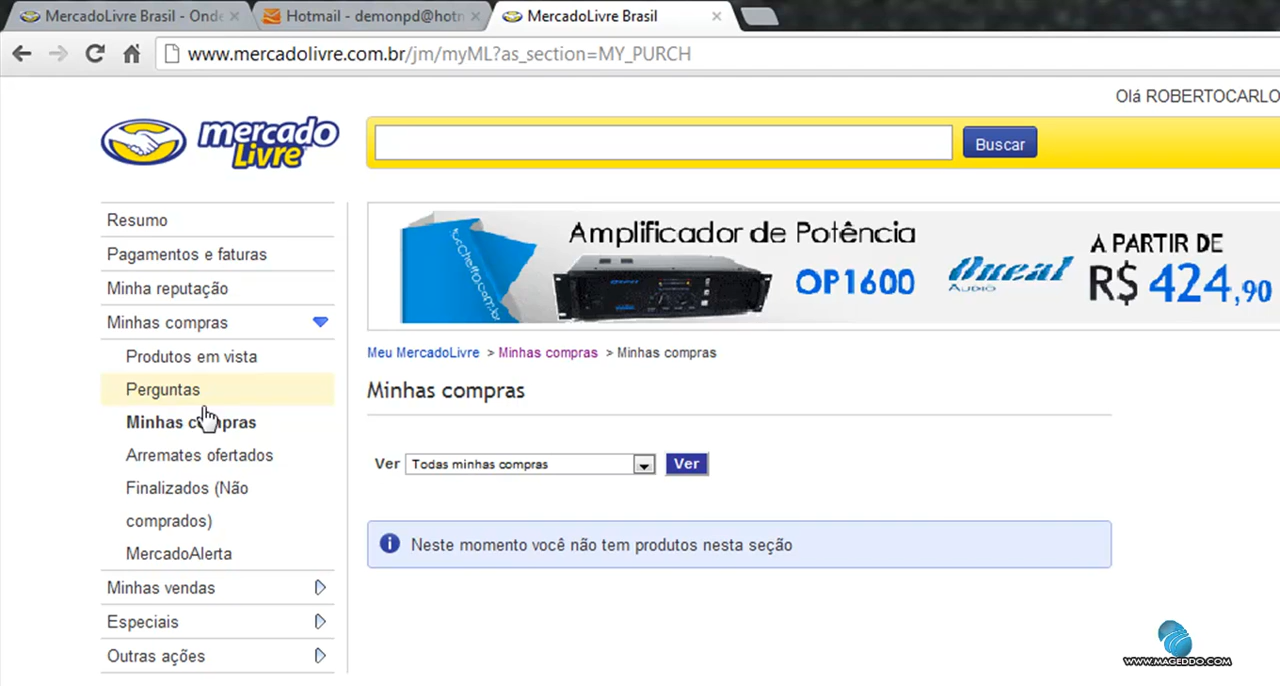 MercadoLivre Brasil - Onde
Hotmail - demonpd@hotn
MercadoLivre Brasil
www.mercadolivre.com.br/jm/myML?as_section=MY_PURCH
Olá ROBERTOCARLO
mercado
Livre
Buscar
Resumo
Pagamentos e faturas
Minha reputação
Minhas compras
Produtos em vista
Perguntas
Minhas compras
Arremates ofertados
Finalizados (Não
comprados)
MercadoAlerta
Minhas vendas
Especiais
Outras ações
Amplificador de Potência
OP1600
Oneal
AUDIO
A PARTIR DE
R$ 424,90
Meu MercadoLivre > Minhas compras > Minhas compras
Minhas compras
Ver Todas minhas compras Ver
Neste momento você não tem produtos nesta seção
WWW.MAGEDDO.COM